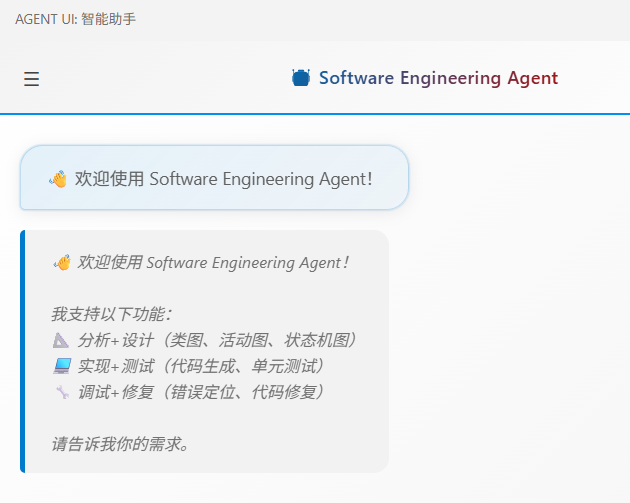 AGENT UI: 智能助手
Software Engineering Agent
👋 欢迎使用 Software Engineering Agent！
👋 欢迎使用 Software Engineering Agent！
我支持以下功能：
📐 分析+设计（类图、活动图、状态机图）
💻 实现+测试（代码生成、单元测试）
🔧 调试+修复（错误定位、代码修复）
请告诉我你的需求。